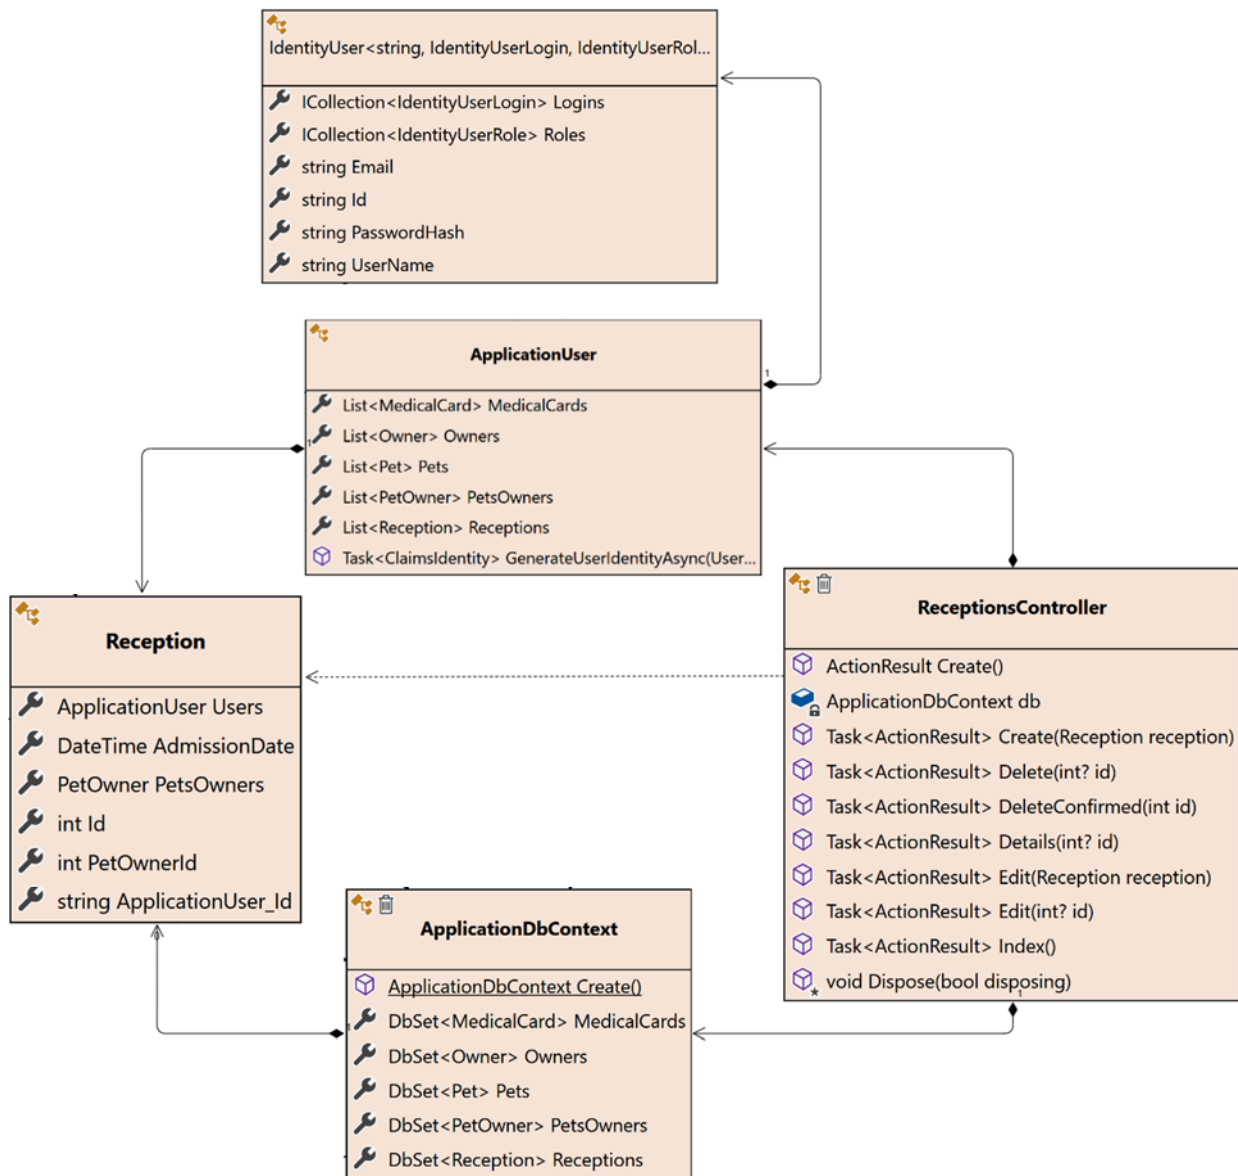 IdentityUser<string, IdentityUserLogin, IdentityUserRol...
ICollection<IdentityUserLogin> Logins
ICollection<IdentityUserRole> Roles
string Email
string Id
string PasswordHash
string UserName
1
ApplicationUser
List<MedicalCard> MedicalCards
1
List<Owner> Owners
List<Pet> Pets
List<PetOwner> PetsOwners
List<Reception> Receptions
Task<ClaimsIdentity> GenerateUserIdentityAsync(User...
Reception
ApplicationUser Users
DateTime AdmissionDate
PetOwner PetsOwners
int Id
int PetOwnerId
string ApplicationUser_Id
ReceptionsController
ActionResult Create()
ApplicationDbContext db
Task<ActionResult> Create(Reception reception)
Task<ActionResult> Delete(int? id)
Task<ActionResult> DeleteConfirmed(int id)
Task<ActionResult> Details(int? id)
Task<ActionResult> Edit(Reception reception)
Task<ActionResult> Edit(int? id)
Task<ActionResult> Index()
void Dispose(bool disposing)
1
ApplicationDbContext
ApplicationDbContext Create()
DbSet<MedicalCard> MedicalCards
1
DbSet<Owner> Owners
DbSet<Pet> Pets
DbSet<PetOwner> PetsOwners
DbSet<Reception> Receptions